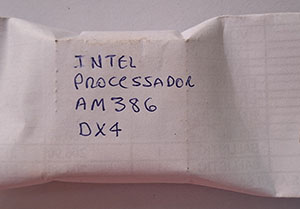 INTEL
PROCESSADOR
AM386
DX4